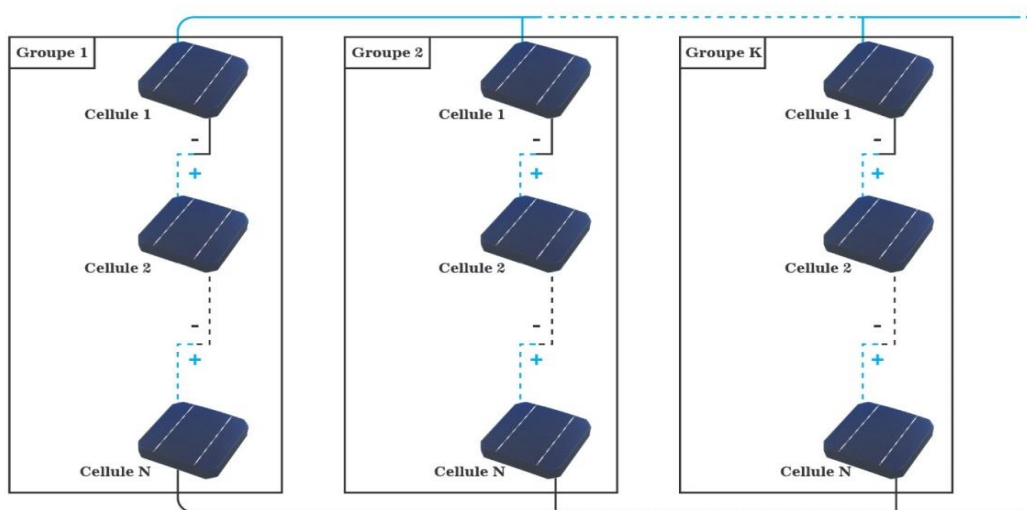 Groupe 1
Groupe 2
Groupe K
Cellule 1
Cellule 1
Cellule 1
-
-
-
+
+
+
Cellule 2
Cellule 2
Cellule 2
-
-
-
+
+
+
Cellule N
Cellule N
Cellule N